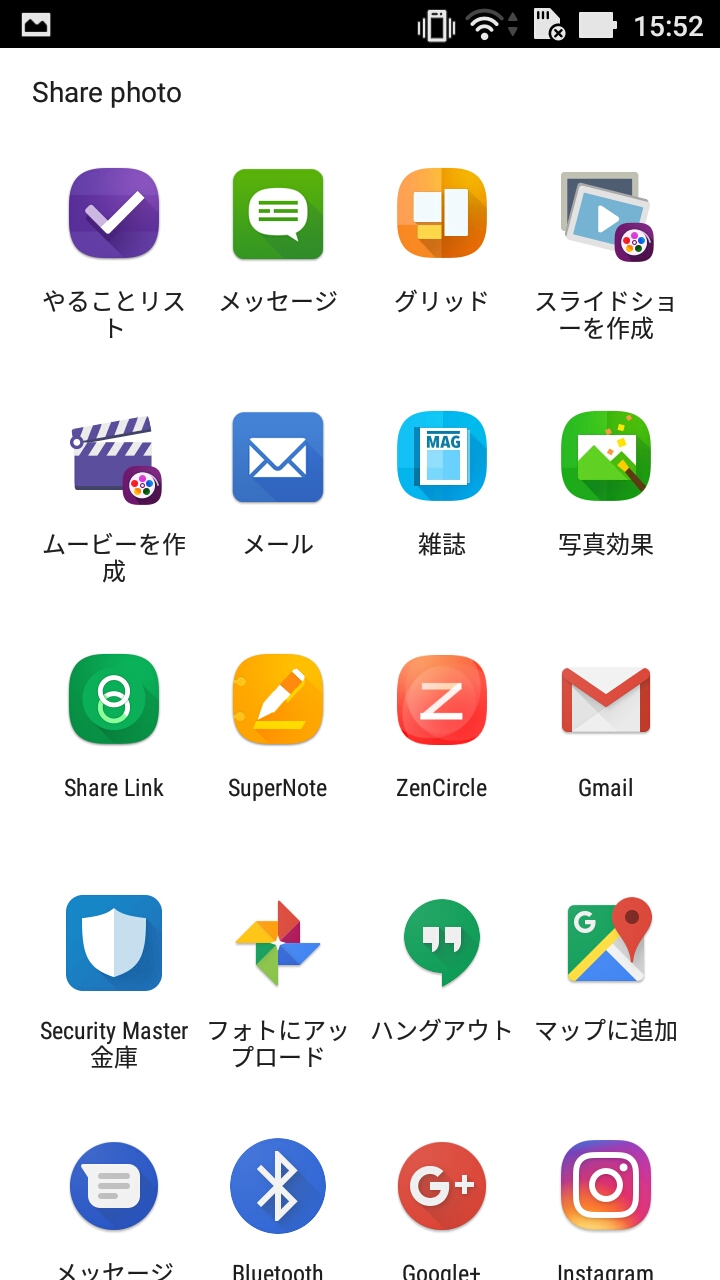 15:52
Share photo
やることリス
ト
メッセージ
グリッド
スライドショ
ーを作成
MAG
ムービーを作
成
メール
雑誌
写真効果
Share Link
SuperNote
ZenCircle
Gmail
G
Security Master
金庫
フォトにアッ
プロード
ハングアウト
マップに追加
G+
メッセージ
Bluetooth
Google+
Instagram